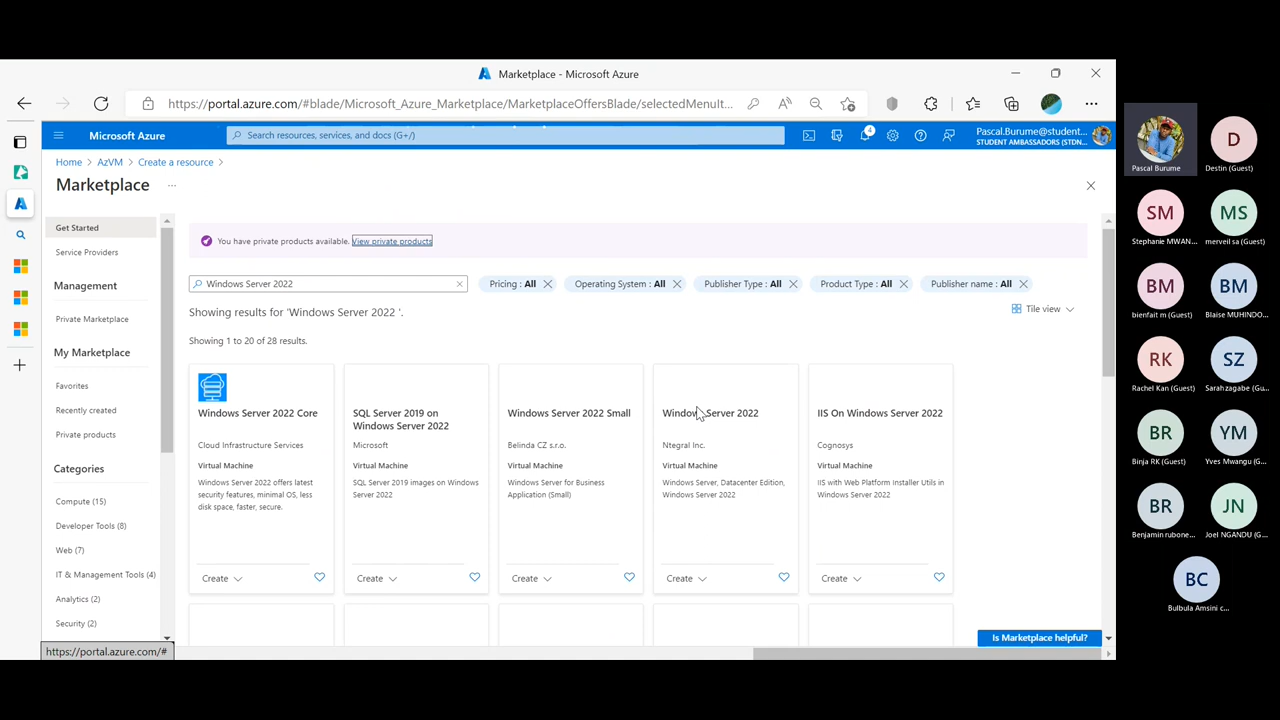 Marketplace - Microsoft Azure
https://portal.azure.com/#blade/Microsoft_Azure_Marketplace/MarketplaceOffersBlade/selectedMenuIt...
Microsoft Azure
Search resources, services, and docs (G+/)
4
Pascal.Burume@student...
STUDENT AMBASSADORS (STDN...
Home > AzVM > Create a resource >
Marketplace ...
Get Started
Service Providers
Management
Private Marketplace
My Marketplace
Favorites
Recently created
Private products
Categories
Compute (15)
Developer Tools (8)
Web (7)
IT & Management Tools (4)
Analytics (2)
Security (2)
https://portal.azure.com/#
You have private products available. View private products
Windows Server 2022
Pricing : All
Operating System : All
Publisher Type : All
Product Type : All
Publisher name : All
Showing results for 'Windows Server 2022 '.
Tile view
Showing 1 to 20 of 28 results.
Windows Server 2022 Core
Cloud Infrastructure Services
Virtual Machine
Windows Server 2022 offers latest
security features, minimal OS, less
disk space, faster, secure.
Create
SQL Server 2019 on
Windows Server 2022
Microsoft
Virtual Machine
SQL Server 2019 images on Windows
Server 2022
Create
Windows Server 2022 Small
Belinda CZ s.r.o.
Virtual Machine
Windows Server for Business
Application (Small)
Create
Windows Server 2022
Ntegral Inc.
Virtual Machine
Windows Server, Datacenter Edition,
Windows Server 2022
Create
IIS On Windows Server 2022
Cognosys
Virtual Machine
IIS with Web Platform Installer Utils in
Windows Server 2022
Create
Is Marketplace helpful?
Pascal Burume
D
Destin (Guest)
SM
Stephanie MWAN...
MS
merveil sa (Guest)
BM
bienfait m (Guest)
BM
Blaise MUHINDO...
RK
Rachel Kan (Guest)
SZ
Sarahzagabe (Gu...
BR
Binja RK (Guest)
YM
Yves Mwangu (G...
BR
Benjamin rubone...
JN
Joel NGANDU (G...
BC
Bulbula Amsini c...